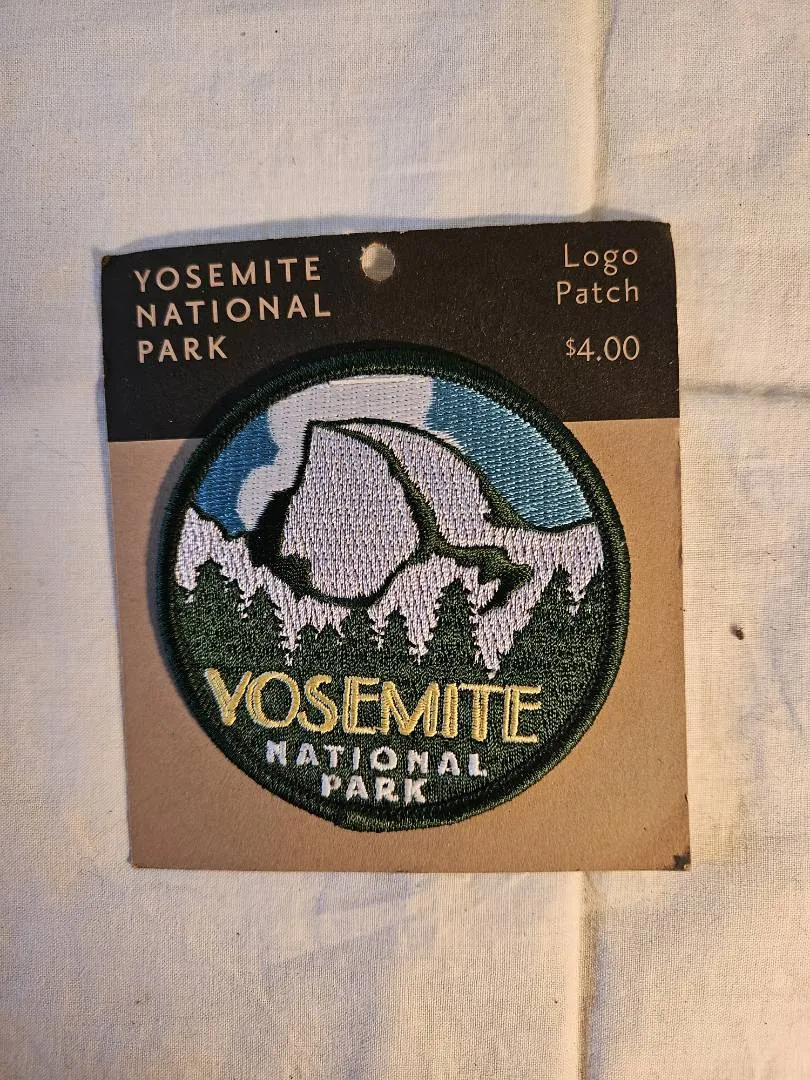 YOSEMITE
NATIONAL
PARK
Logo
Patch
$4.00
YOSEMITE
NATIONAL
PARK